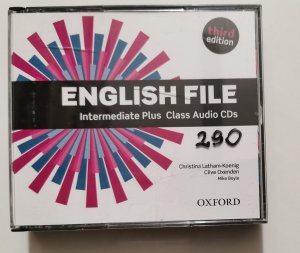 third
edition
ENGLiSH FILE
Intermediate Plus Class Audio CDs
290
Christina Latham-Koenig
Clive Oxenden
Mike Boyle
OXFORD